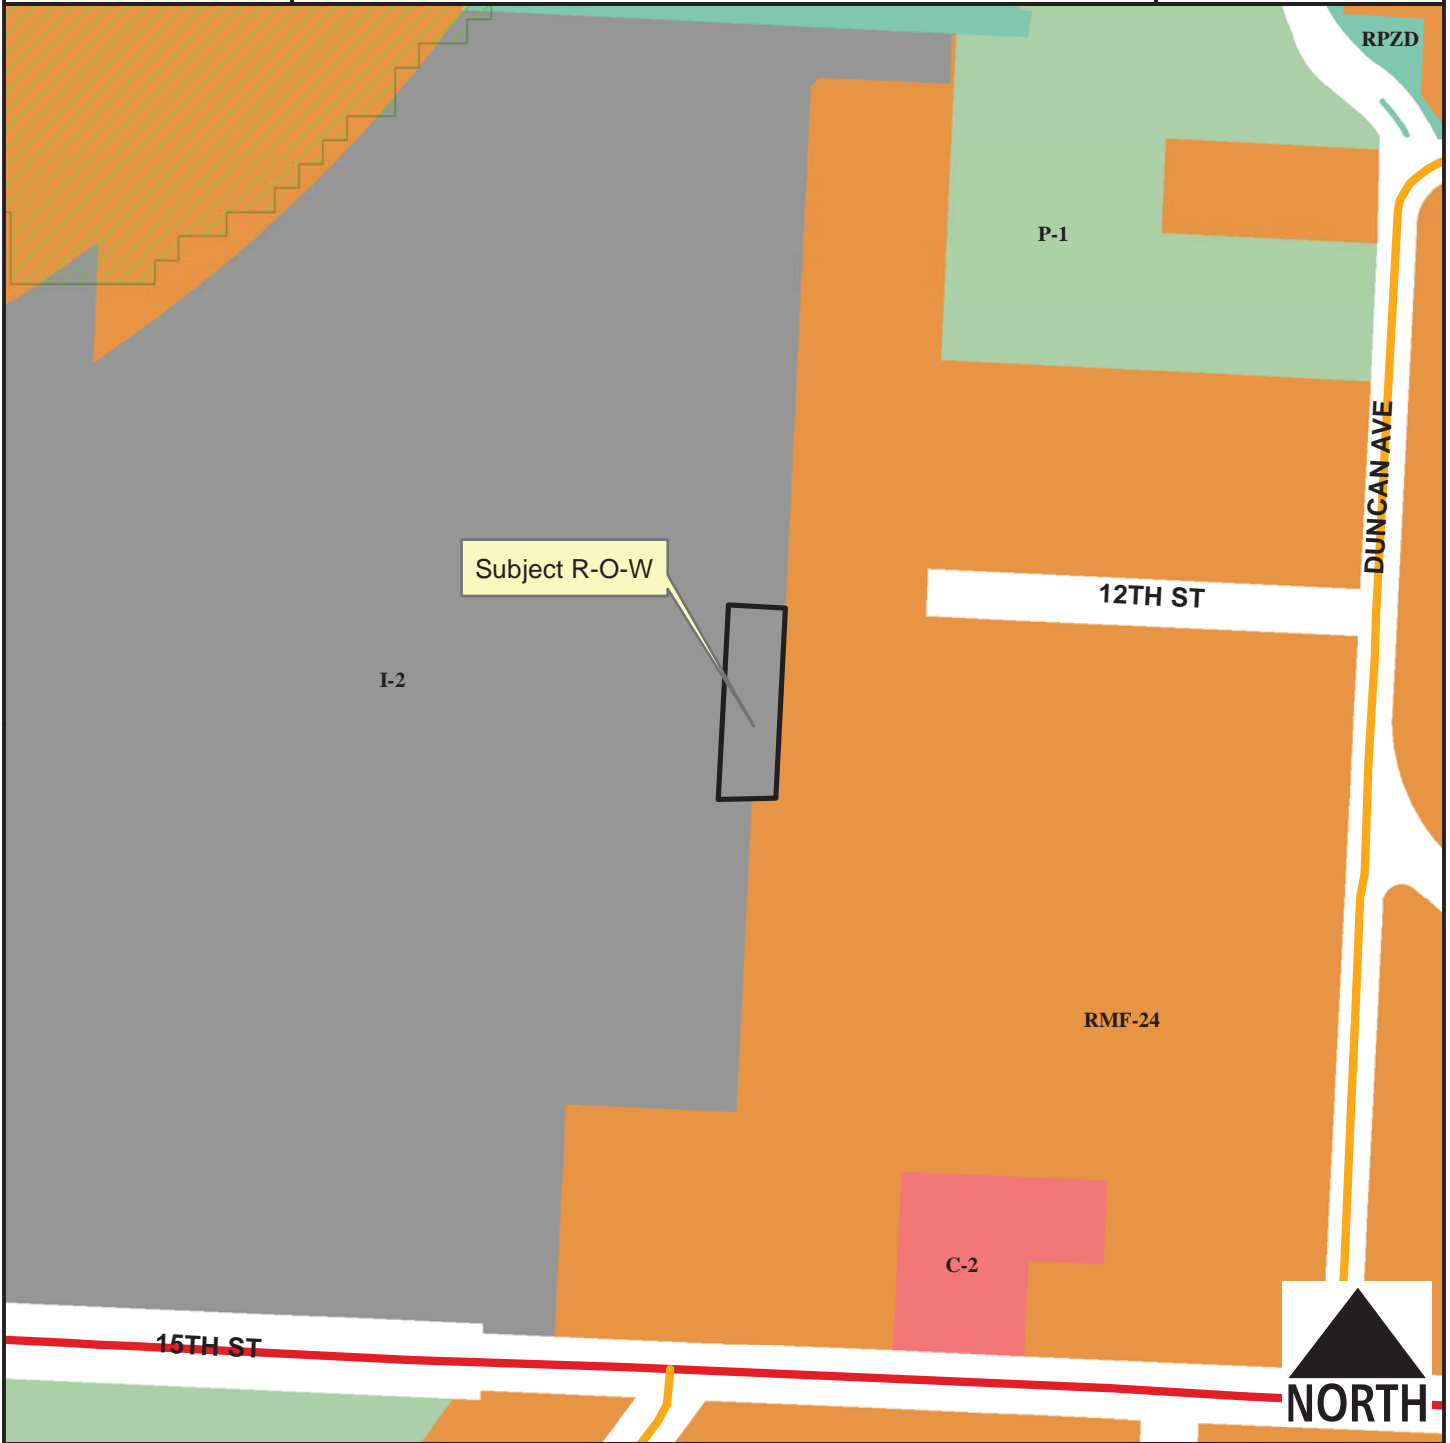 RPZD
P-1
DUNCAN AVE
Subject R-O-W
12TH ST
I-2
RMF-24
C-2
15TH ST
NORTH